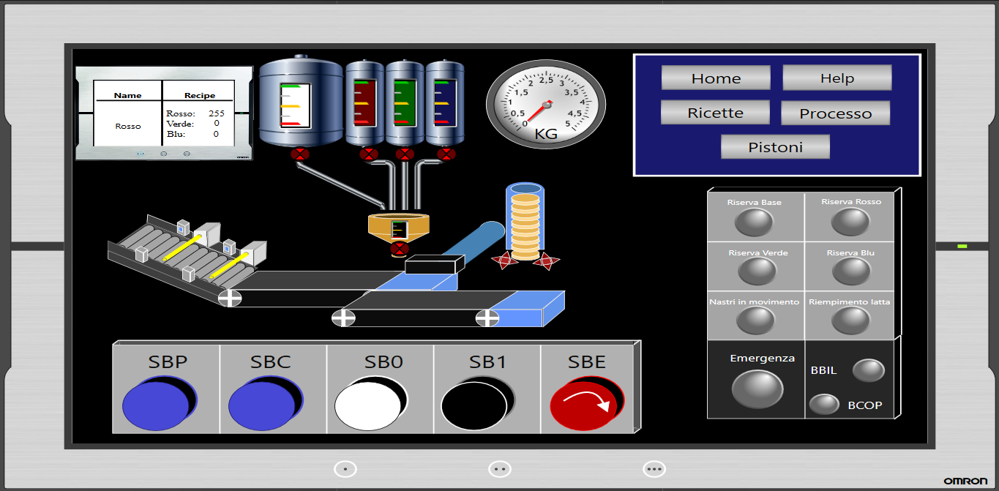 Name
Recipe
Rosso
Rosso: 255
Verde: 0
Blu: 0
OMRON
0
0,5
1
1,5
2
2,5
3
3,5
4
4,5
5
KG
Home
Help
Ricette
Processo
Pistoni
Riserva Base
Riserva Rosso
Riserva Verde
Riserva Blu
Nastri in movimento
Riempimento latta
Emergenza
BBIL
BCOP
SBP
SBC
SB0
SB1
SBE
OMRON